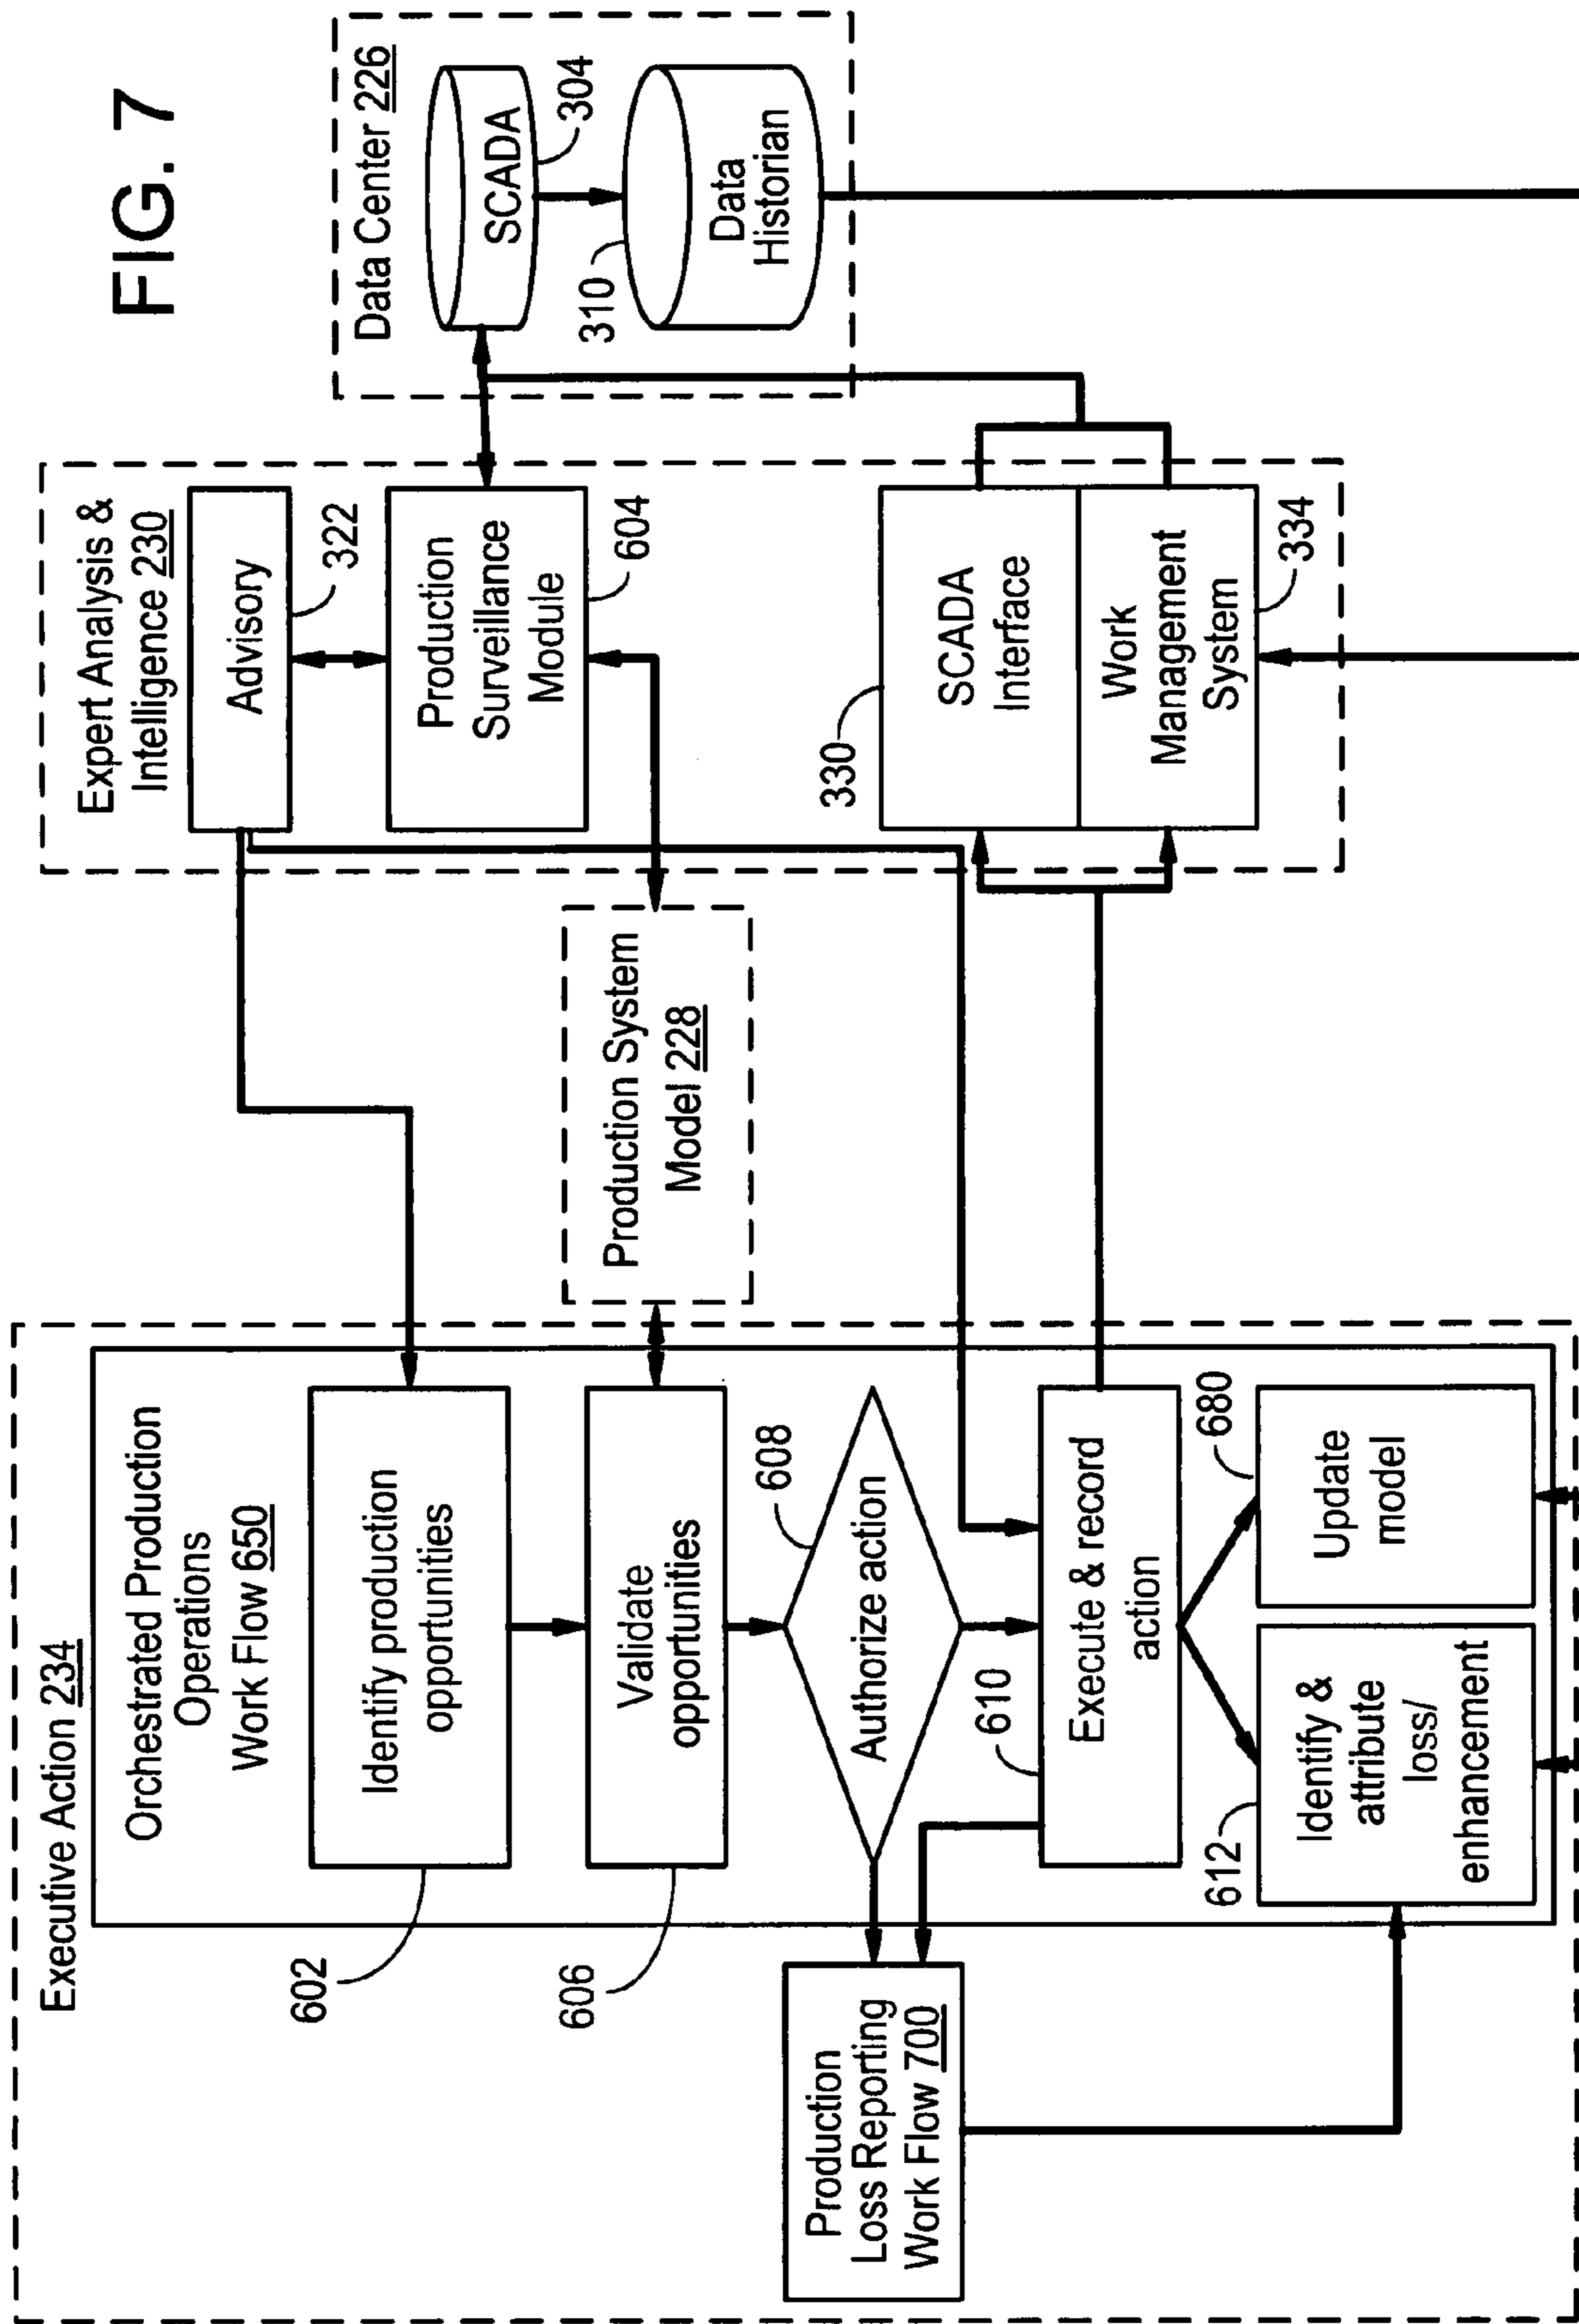 FIG. 7
Executive Action 234
Orchestrated Production
Operations
Work Flow 650
Identify production
opportunities
602
Validate
opportunities
606
608
Authorize action
Production
Loss Reporting
Work Flow 700
610
Execute & record
action
612
Identify &
attribute
loss/
enhancement
680
Update
model
Production System
Model 228
Expert Analysis &
Intelligence 230
Advisory
322
Production
Surveillance
Module
604
330
SCADA
Interface
Work
Management
System
334
Data Center 226
SCADA
304
310
Data
Historian